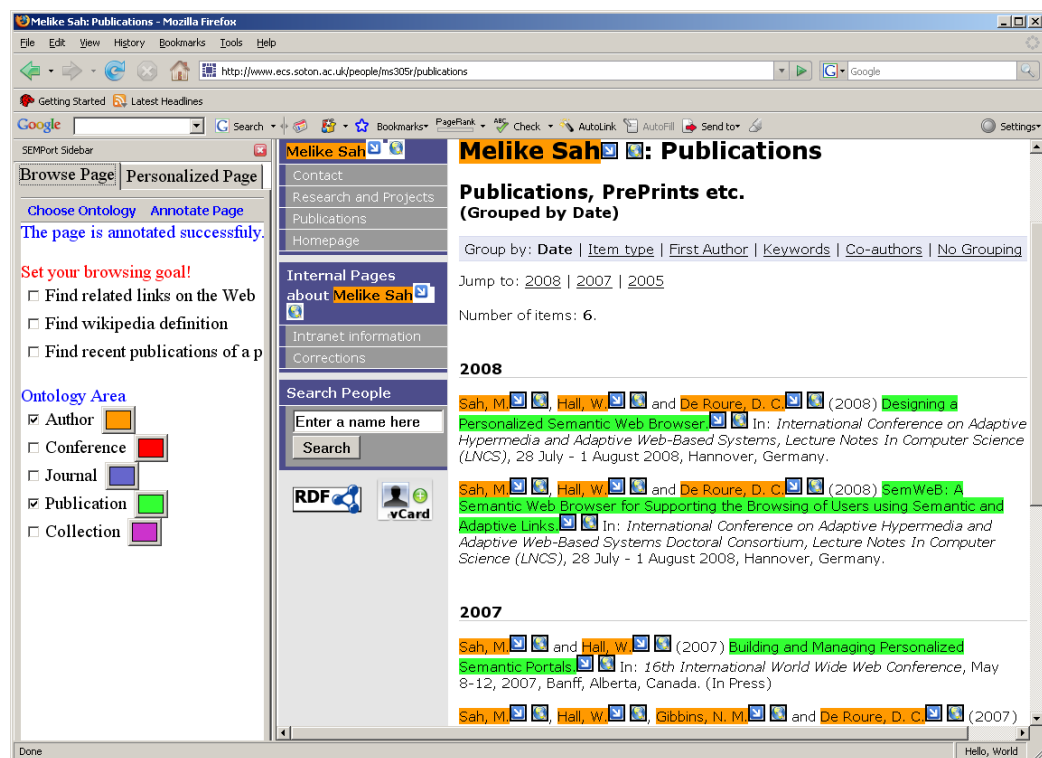 Melike Sah: Publications - Mozilla Firefox
File Edit View History Bookmarks Tools Help
http://www.ecs.soton.ac.uk/people/ms305r/publications
G Google
Getting Started Latest Headlines
Google G Search Bookmarks PageRank Check AutoLink AutoFill Send to Settings
SEMPort Sidebar
Browse Page Personalized Page
Choose Ontology Annotate Page
The page is annotated successfuly.
Set your browsing goal!
Find related links on the Web
Find wikipedia definition
Find recent publications of a p
Ontology Area
Author
Conference
Journal
Publication
Collection
Melike Sah
Contact
Research and Projects
Publications
Homepage
Internal Pages
about Melike Sah
Intranet information
Corrections
Search People
Enter a name here
Search
RDF
vCard
Melike Sah: Publications
Publications, PrePrints etc.
(Grouped by Date)
Group by: Date | Item type | First Author | Keywords | Co-authors | No Grouping
Jump to: 2008 | 2007 | 2005
Number of items: 6.
2008
Sah, M., Hall, W. and De Roure, D. C. (2008) Designing a
Personalized Semantic Web Browser. In: International Conference on Adaptive
Hypermedia and Adaptive Web-Based Systems, Lecture Notes In Computer Science
(LNCS), 28 July - 1 August 2008, Hannover, Germany.
Sah, M., Hall, W. and De Roure, D. C. (2008) SemWeB: A
Semantic Web Browser for Supporting the Browsing of Users using Semantic and
Adaptive Links. In: International Conference on Adaptive Hypermedia and
Adaptive Web-Based Systems Doctoral Consortium, Lecture Notes In Computer
Science (LNCS), 28 July - 1 August 2008, Hannover, Germany.
2007
Sah, M. and Hall, W. (2007) Building and Managing Personalized
Semantic Portals. In: 16th International World Wide Web Conference, May
8-12, 2007, Banff, Alberta, Canada. (In Press)
Sah, M., Hall, W., Gibbins, N. M. and De Roure, D. C. (2007)
Done
Hello, World